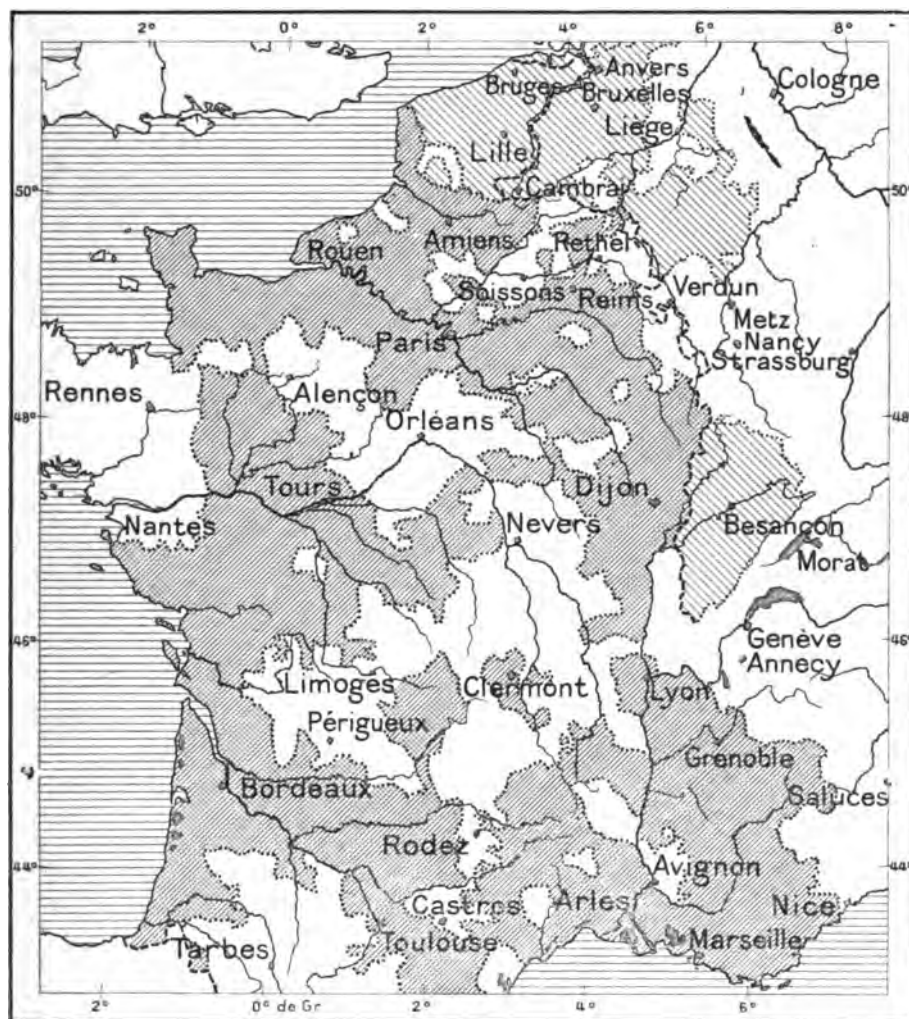 2° 0° 2° 4° 6° 8°
Anvers
Bruges
Bruxelles
Cologne
Liege
Lille
50° 50°
Cambrai
Amiens Rethel
Rouen
Soissons Reims Verdun
Metz
Paris Nancy
Strassburg
Rennes Alençon
48° Orléans 48°
Tours Dijon
Nantes Nevers Besançon
Morat
46° 46°
Genève
Annecy
Limoges Clermont Lyon
Périgueux
Grenoble
Bordeaux Saluces
Rodez
44° Avignon 44°
Castres Arles Nice
Tarbes Toulouse Marseille
2° 0° de Gr 2° 4° 6°